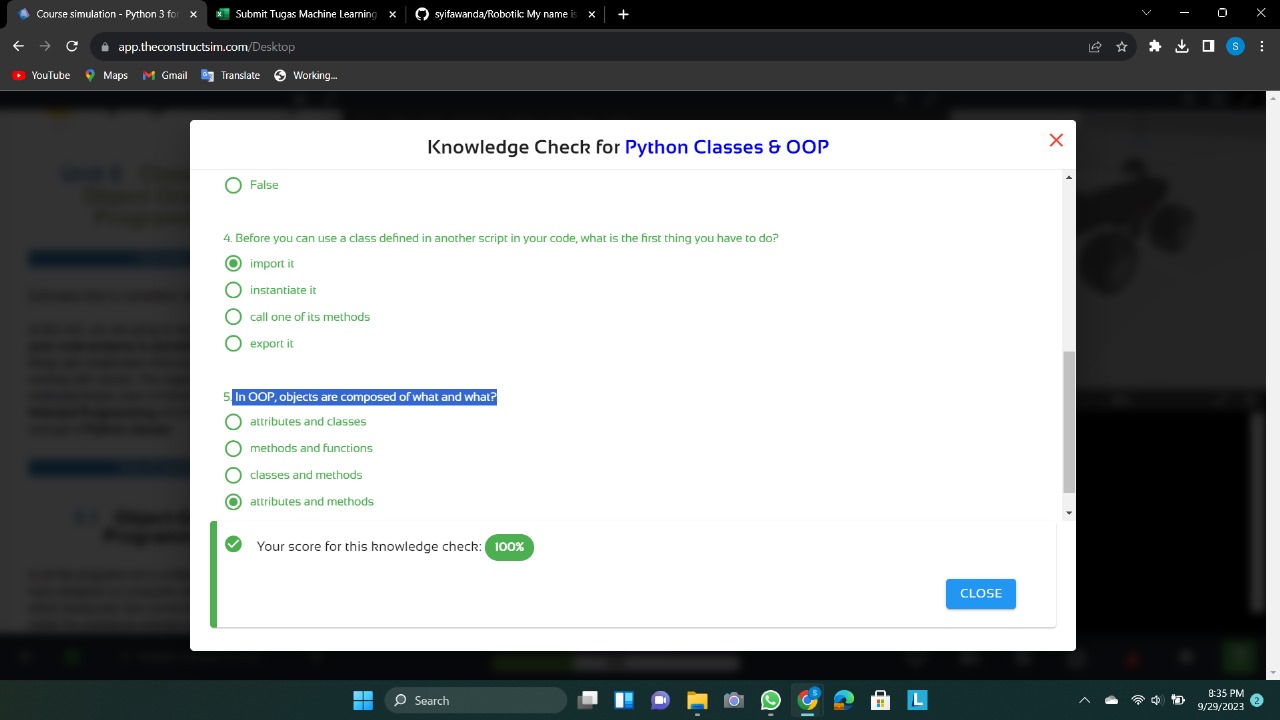 Course simulation - Python 3 for
Submit Tugas Machine Learning
syifawanda/Robotik: My name is
app.theconstructsim.com/Desktop
S
YouTube
Maps
Gmail
Translate
Working...
Knowledge Check for Python Classes & OOP
False
4. Before you can use a class defined in another script in your code, what is the first thing you have to do?
import it
instantiate it
call one of its methods
export it
5. In OOP, objects are composed of what and what?
attributes and classes
methods and functions
classes and methods
attributes and methods
Your score for this knowledge check: 100%
CLOSE
Search
S
L
8:35 PM
9/29/2023
2